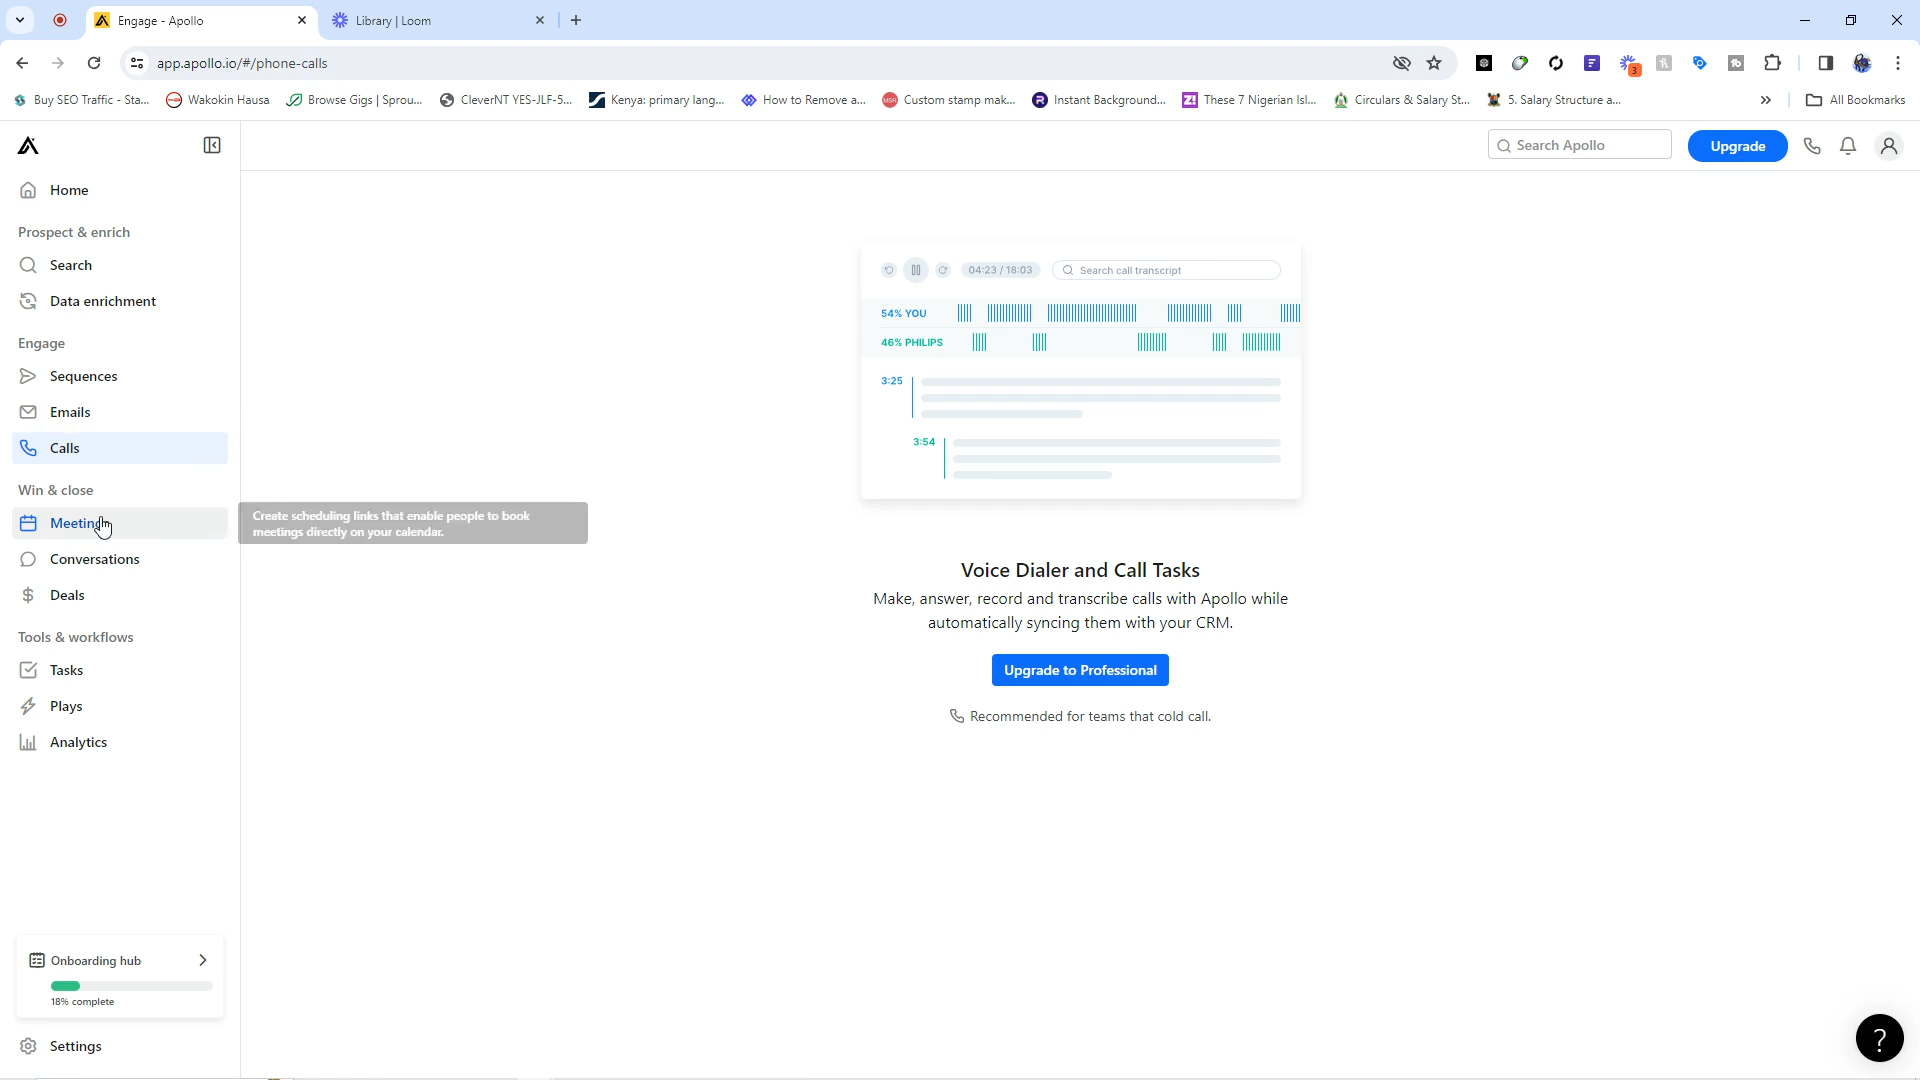 Engage - Apollo
Library | Loom
app.apollo.io/#/phone-calls
3
Buy SEO Traffic - Sta...
Wakokin Hausa
Browse Gigs | Sprou...
CleverNT YES-JLF-5...
Kenya: primary lang...
How to Remove a...
Custom stamp mak...
Instant Background...
These 7 Nigerian Isl...
Circulars & Salary St...
5. Salary Structure a...
All Bookmarks
Search Apollo
Upgrade
Home
Prospect & enrich
Search
Data enrichment
Engage
Sequences
Emails
Calls
Win & close
Meetings
Create scheduling links that enable people to book
meetings directly on your calendar.
Conversations
Deals
Tools & workflows
Tasks
Plays
Analytics
Onboarding hub
18% complete
Settings
04:23 / 18:03
Search call transcript
54% YOU
46% PHILIPS
3:25
3:54
Voice Dialer and Call Tasks
Make, answer, record and transcribe calls with Apollo while
automatically syncing them with your CRM.
Upgrade to Professional
Recommended for teams that cold call.
?